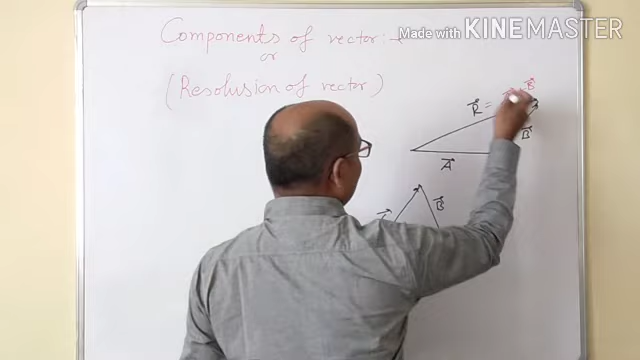 Made with KINEMASTER
Components of vector:-
or
(Resolusion of vector)
R =
B
B
A
B